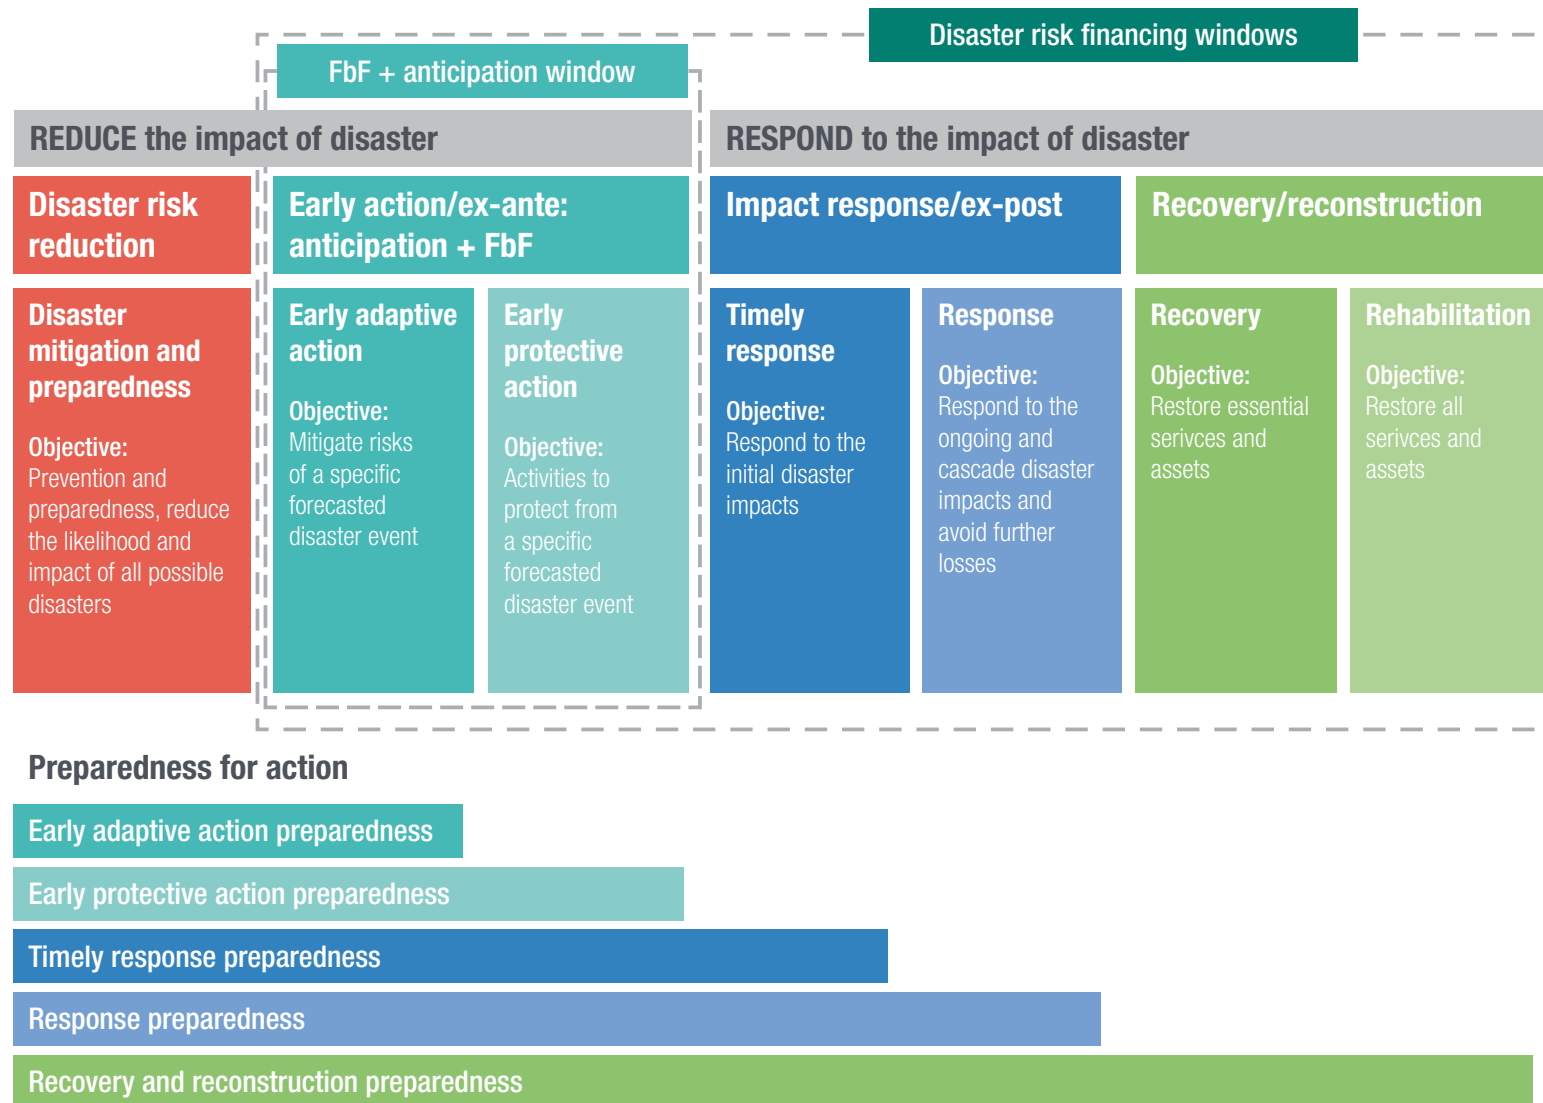 Disaster risk financing windows
FbF + anticipation window
REDUCE the impact of disaster
RESPOND to the impact of disaster
Disaster risk
reduction
Early action/ex-ante:
anticipation + FbF
Impact response/ex-post
Recovery/reconstruction
Disaster
mitigation and
preparedness
Objective:
Prevention and
preparedness, reduce
the likelihood and
impact of all possible
disasters
Early adaptive
action
Objective:
Mitigate risks
of a specific
forecasted
disaster event
Early
protective
action
Objective:
Activities to
protect from
a specific
forecasted
disaster event
Timely
response
Objective:
Respond to the
initial disaster
impacts
Response
Objective:
Respond to the
ongoing and
cascade disaster
impacts and
avoid further
losses
Recovery
Objective:
Restore essential
serivces and
assets
Rehabilitation
Objective:
Restore all
serivces and
assets
Preparedness for action
Early adaptive action preparedness
Early protective action preparedness
Timely response preparedness
Response preparedness
Recovery and reconstruction preparedness